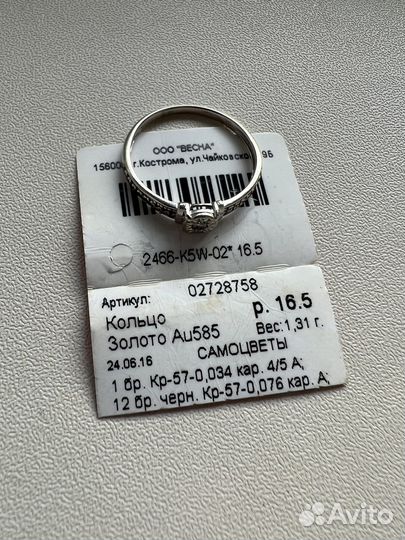 ООО "ВЕСНА"
г.Кострома, ул.Чайковско
2466-K5W-02* 16.5
Артикул: 02728758
Кольцо р. 16.5
Золото Au585 Вес:1,31 г.
24.06.16 САМОЦВЕТЫ
1 бр. Кр-57-0,034 кар. 4/5 А;
12 бр. черн. Кр-57-0,076 кар. А;
Avito